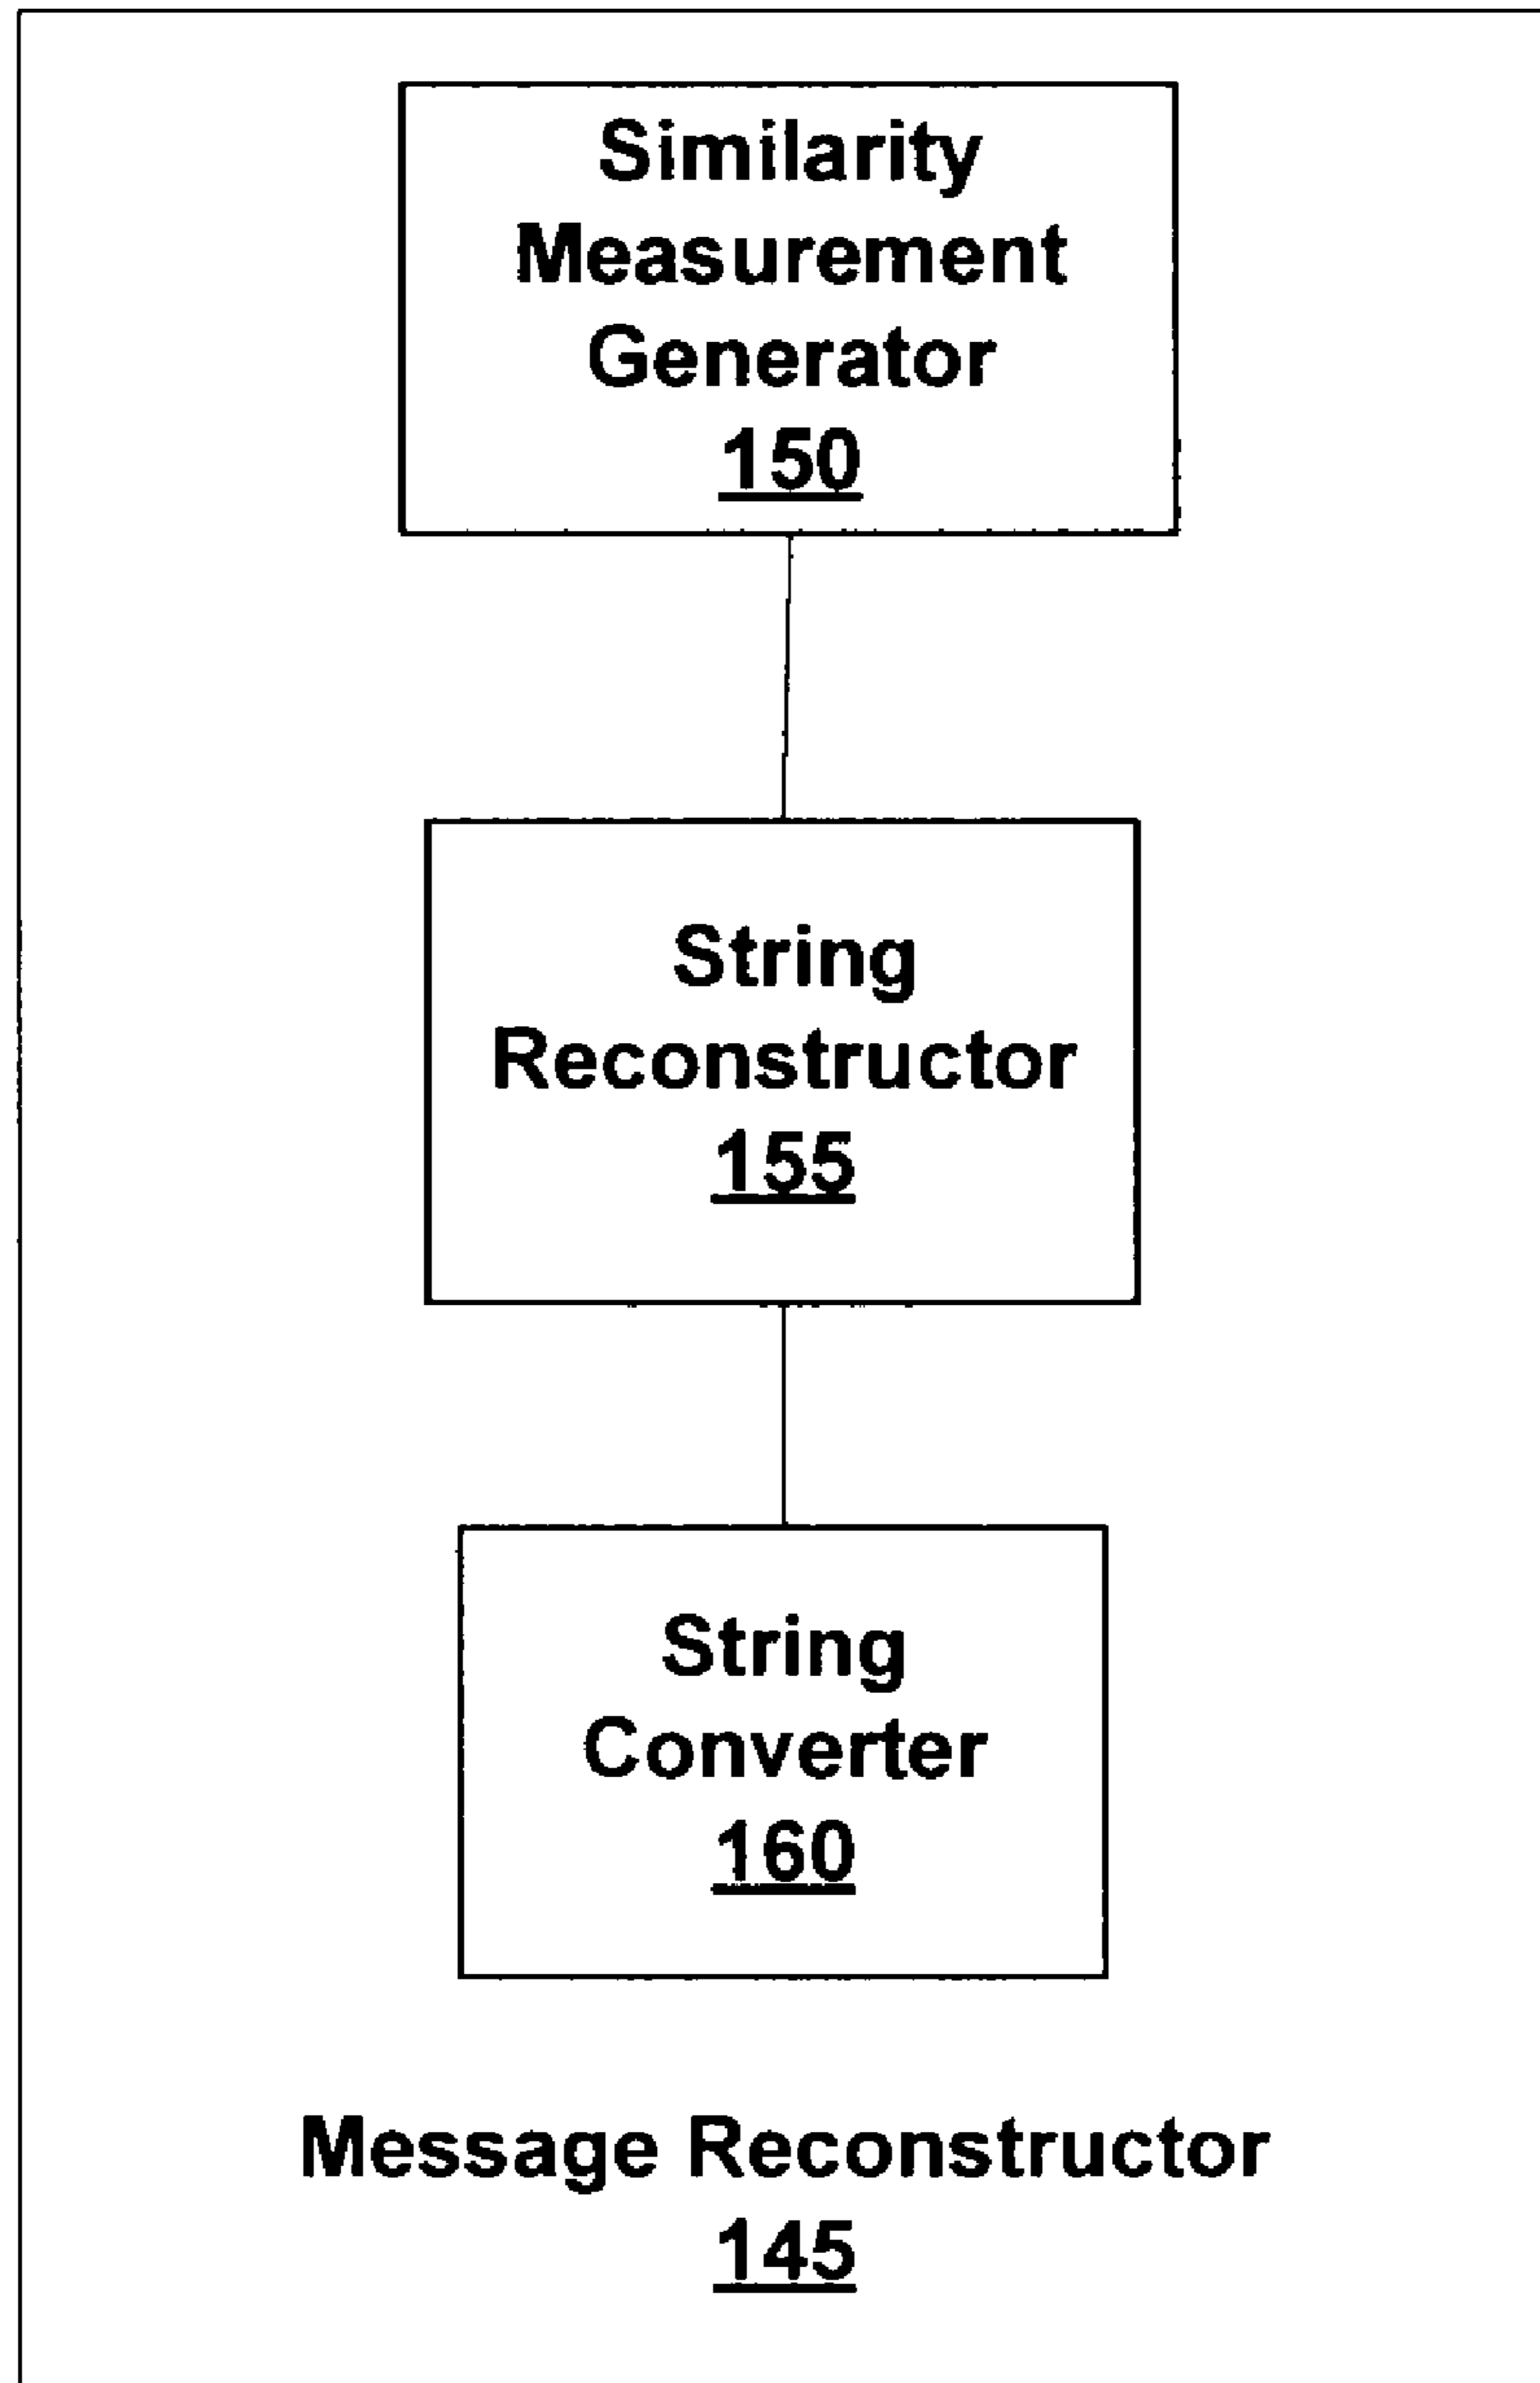 Similarity
Measurement
Generator
150
String
Reconstructor
155
String
Converter
160
Message Reconstructor
145